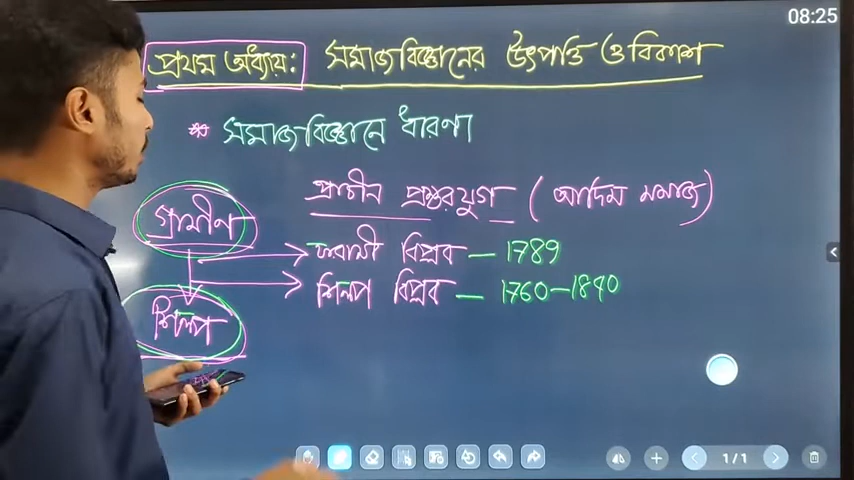 08:25
প্রথম অধ্যায়: সমাজবিজ্ঞানের উৎপত্তি ও বিকাশ
** সমাজবিজ্ঞানে ধারণা
প্রাচীন প্রস্তরযুগ ( আদিম সমাজ )
গ্রামীণ
ফরাসী বিপ্লব — 1789
শিল্প বিপ্লব — 1760-1840
শিল্প
1/1